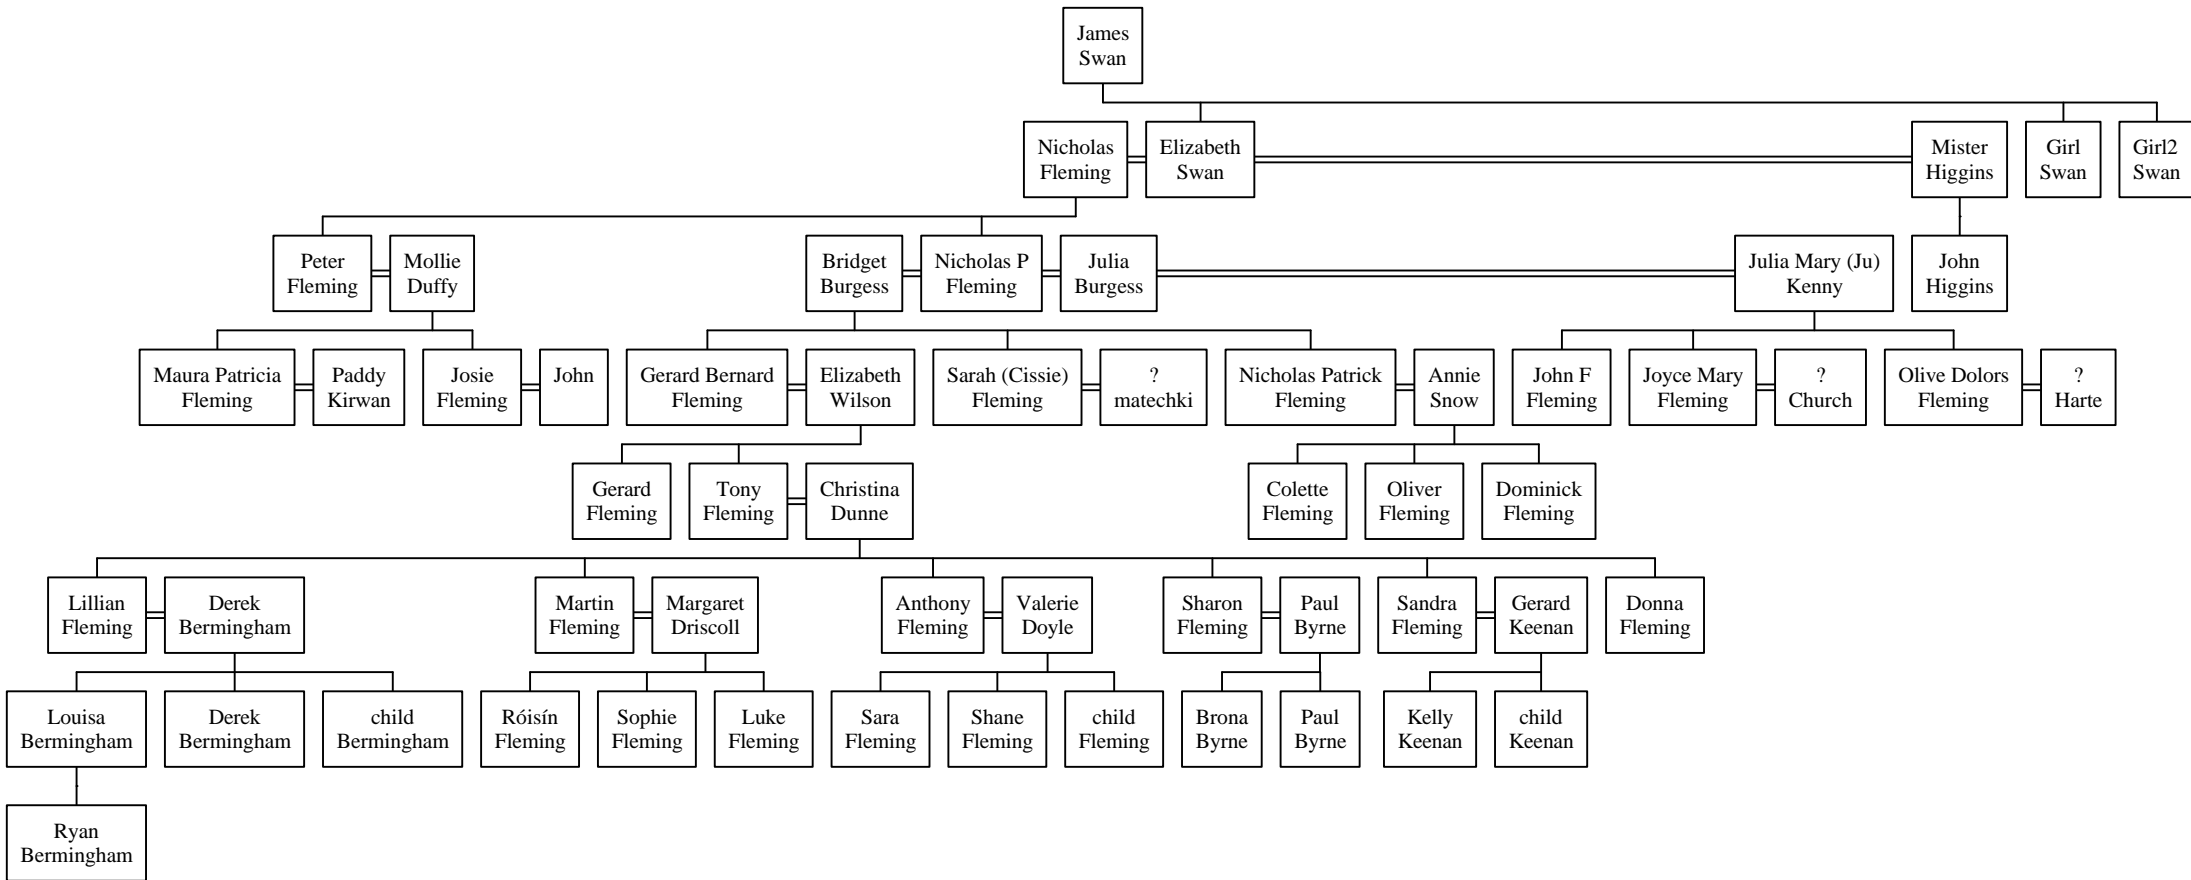 James
Swan
Nicholas
Fleming
Elizabeth
Swan
Mister
Higgins
Girl
Swan
Girl2
Swan
Peter
Fleming
Mollie
Duffy
Bridget
Burgess
Nicholas P
Fleming
Julia
Burgess
Julia Mary (Ju)
Kenny
John
Higgins
Maura Patricia
Fleming
Paddy
Kirwan
Josie
Fleming
John
Gerard Bernard
Fleming
Elizabeth
Wilson
Sarah (Cissie)
Fleming
?
matechki
Nicholas Patrick
Fleming
Annie
Snow
John F
Fleming
Joyce Mary
Fleming
?
Church
Olive Dolors
Fleming
?
Harte
Gerard
Fleming
Tony
Fleming
Christina
Dunne
Colette
Fleming
Oliver
Fleming
Dominick
Fleming
Lillian
Fleming
Derek
Bermingham
Martin
Fleming
Margaret
Driscoll
Anthony
Fleming
Valerie
Doyle
Sharon
Fleming
Paul
Byrne
Sandra
Fleming
Gerard
Keenan
Donna
Fleming
Louisa
Bermingham
Derek
Bermingham
child
Bermingham
Róisín
Fleming
Sophie
Fleming
Luke
Fleming
Sara
Fleming
Shane
Fleming
child
Fleming
Brona
Byrne
Paul
Byrne
Kelly
Keenan
child
Keenan
Ryan
Bermingham